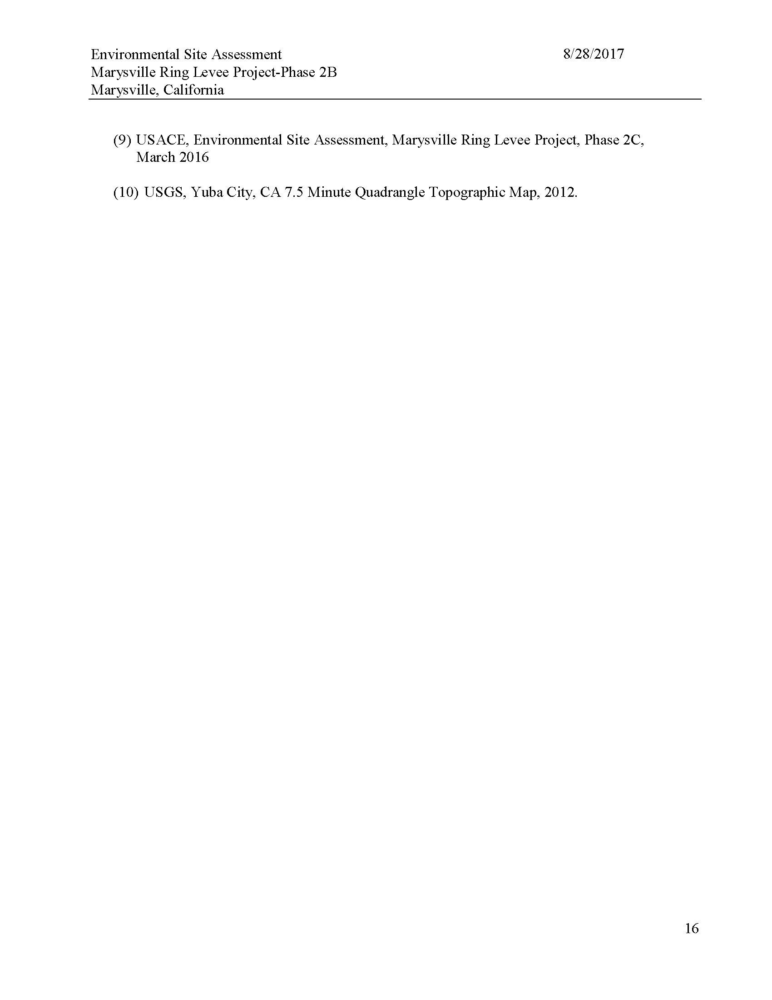 Environmental Site Assessment 8/28/2017
Marysville Ring Levee Project-Phase 2B
Marysville, California
(9) USACE, Environmental Site Assessment, Marysville Ring Levee Project, Phase 2C,
March 2016
(10) USGS, Yuba City, CA 7.5 Minute Quadrangle Topographic Map, 2012.
16